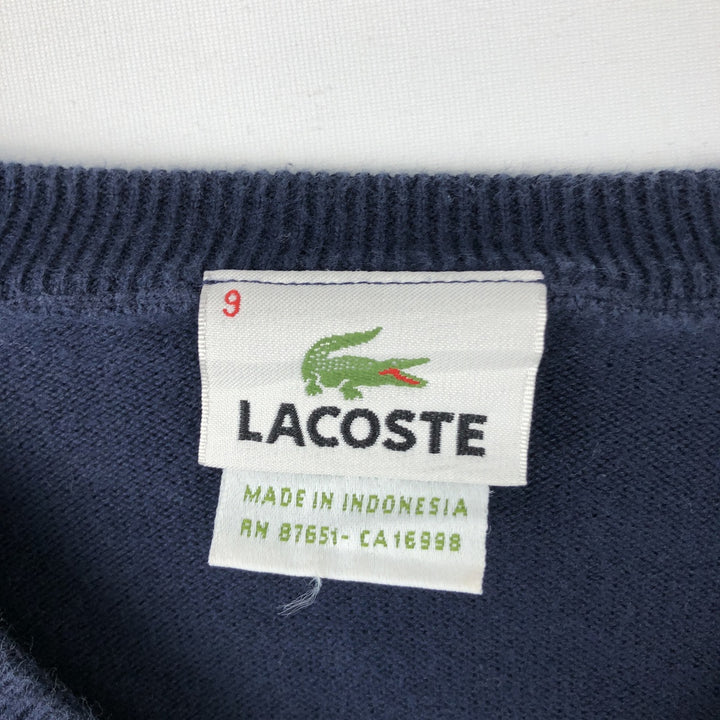 9
LACOSTE
MADE IN INDONESIA
RN 87651- CA16998